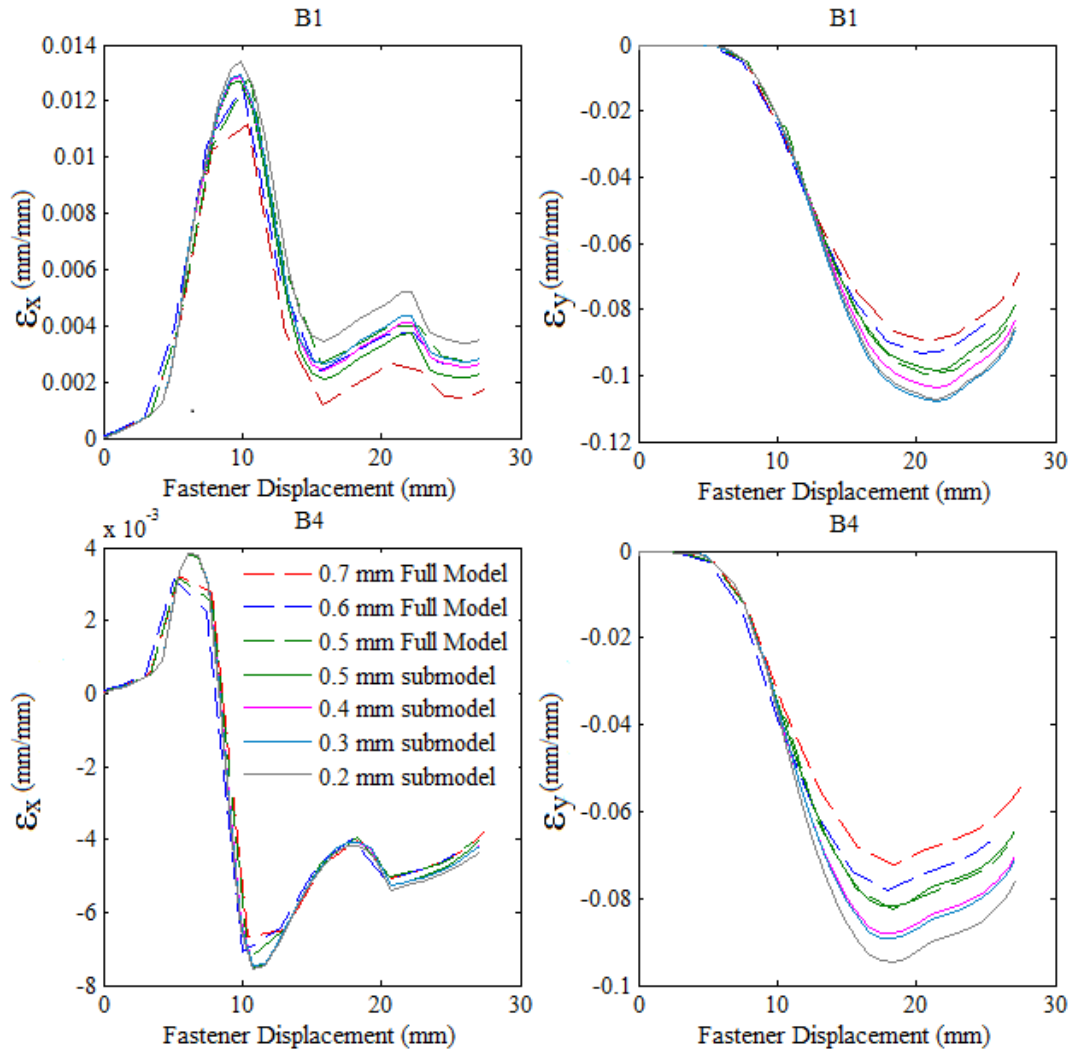 B1
0.014
0.012
0.01
0.008
0.006
0.004
0.002
0
εx (mm/mm)
0 10 20 30
Fastener Displacement (mm)
B1
0
-0.02
-0.04
-0.06
-0.08
-0.1
-0.12
εy (mm/mm)
0 10 20 30
Fastener Displacement (mm)
B4
x 10⁻³
4
2
0
-2
-4
-6
-8
εx (mm/mm)
0.7 mm Full Model
0.6 mm Full Model
0.5 mm Full Model
0.5 mm submodel
0.4 mm submodel
0.3 mm submodel
0.2 mm submodel
0 10 20 30
Fastener Displacement (mm)
B4
0
-0.02
-0.04
-0.06
-0.08
-0.1
εy (mm/mm)
0 10 20 30
Fastener Displacement (mm)